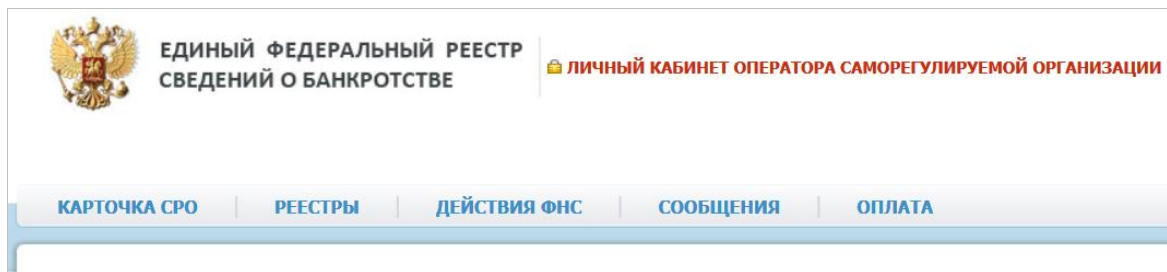 ЕДИНЫЙ ФЕДЕРАЛЬНЫЙ РЕЕСТР
СВЕДЕНИЙ О БАНКРОТСТВЕ
ЛИЧНЫЙ КАБИНЕТ ОПЕРАТОРА САМОРЕГУЛИРУЕМОЙ ОРГАНИЗАЦИИ
КАРТОЧКА СРО РЕЕСТРЫ ДЕЙСТВИЯ ФНС СООБЩЕНИЯ ОПЛАТА